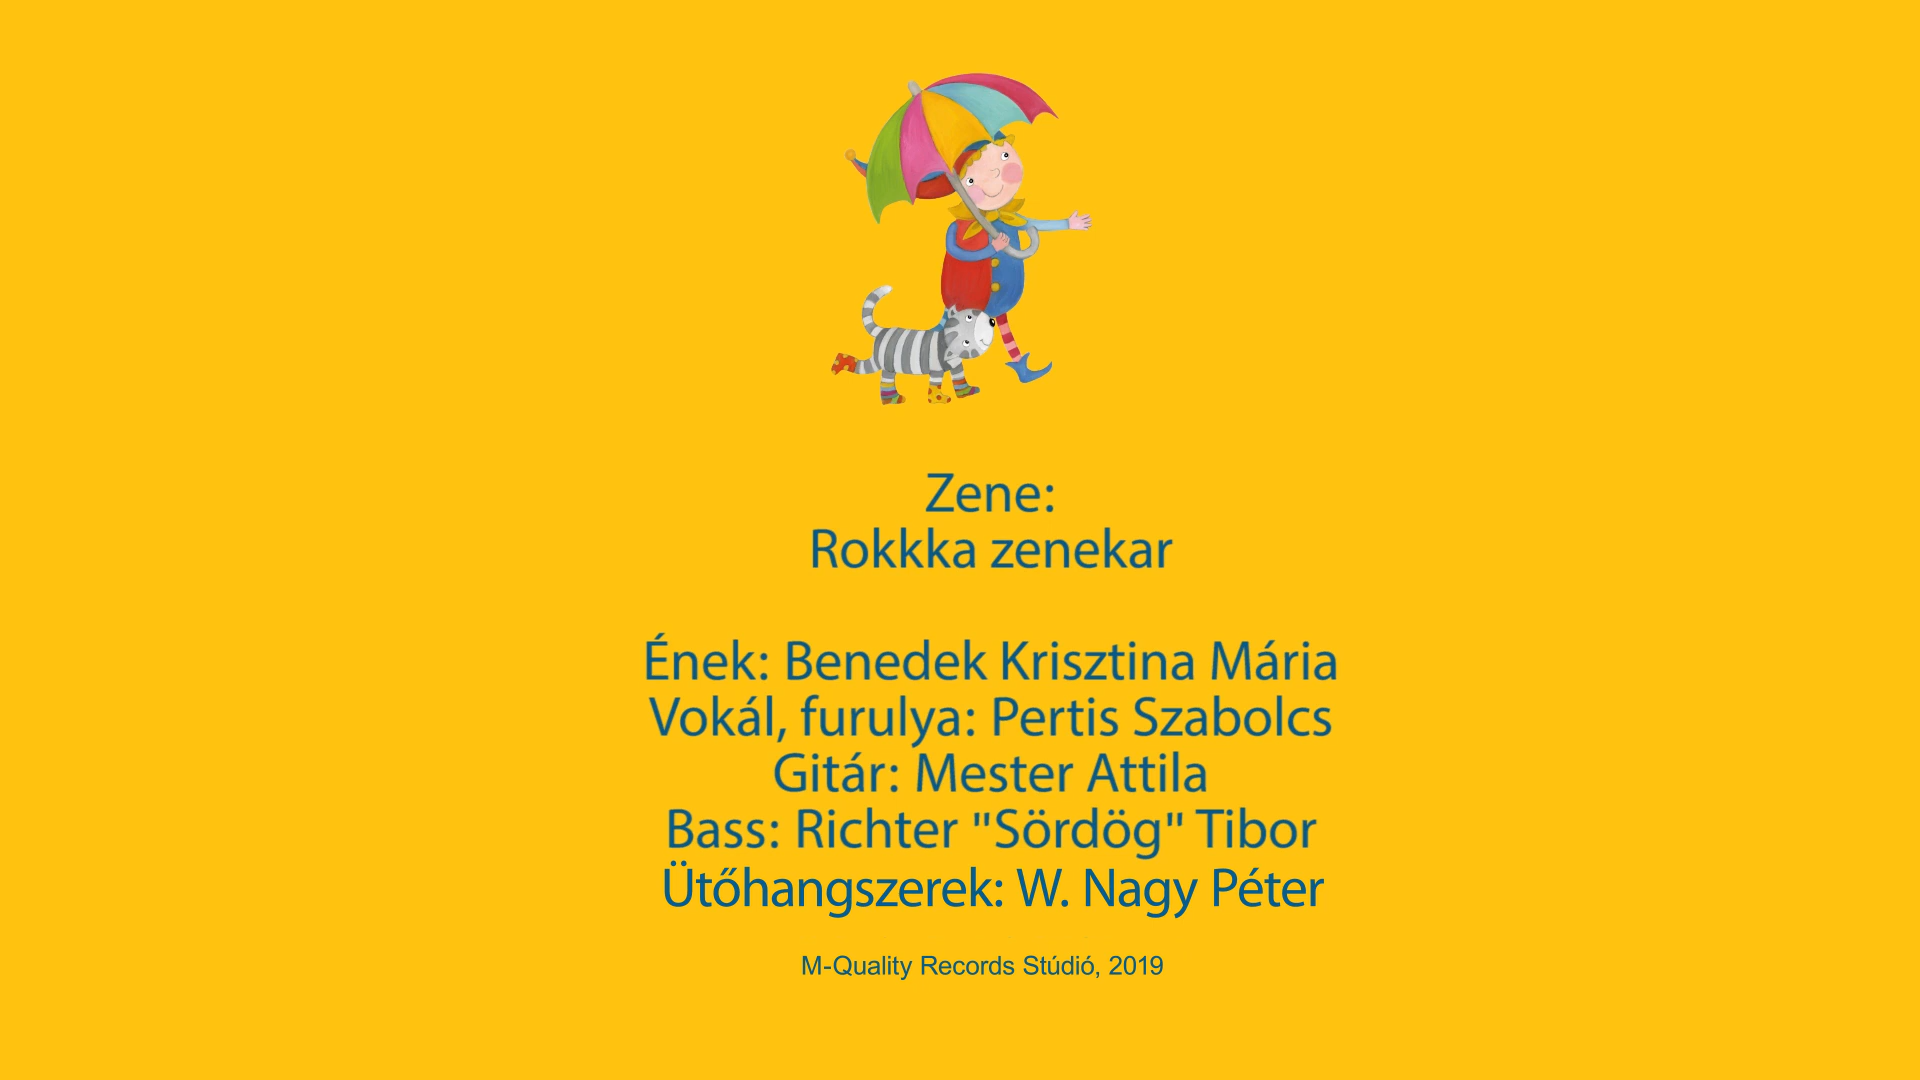 Zene:
Rokkka zenekar
Ének: Benedek Krisztina Mária
Vokál, furulya: Pertis Szabolcs
Gitár: Mester Attila
Bass: Richter "Sördög" Tibor
Ütőhangszerek: W. Nagy Péter
M-Quality Records Stúdió, 2019